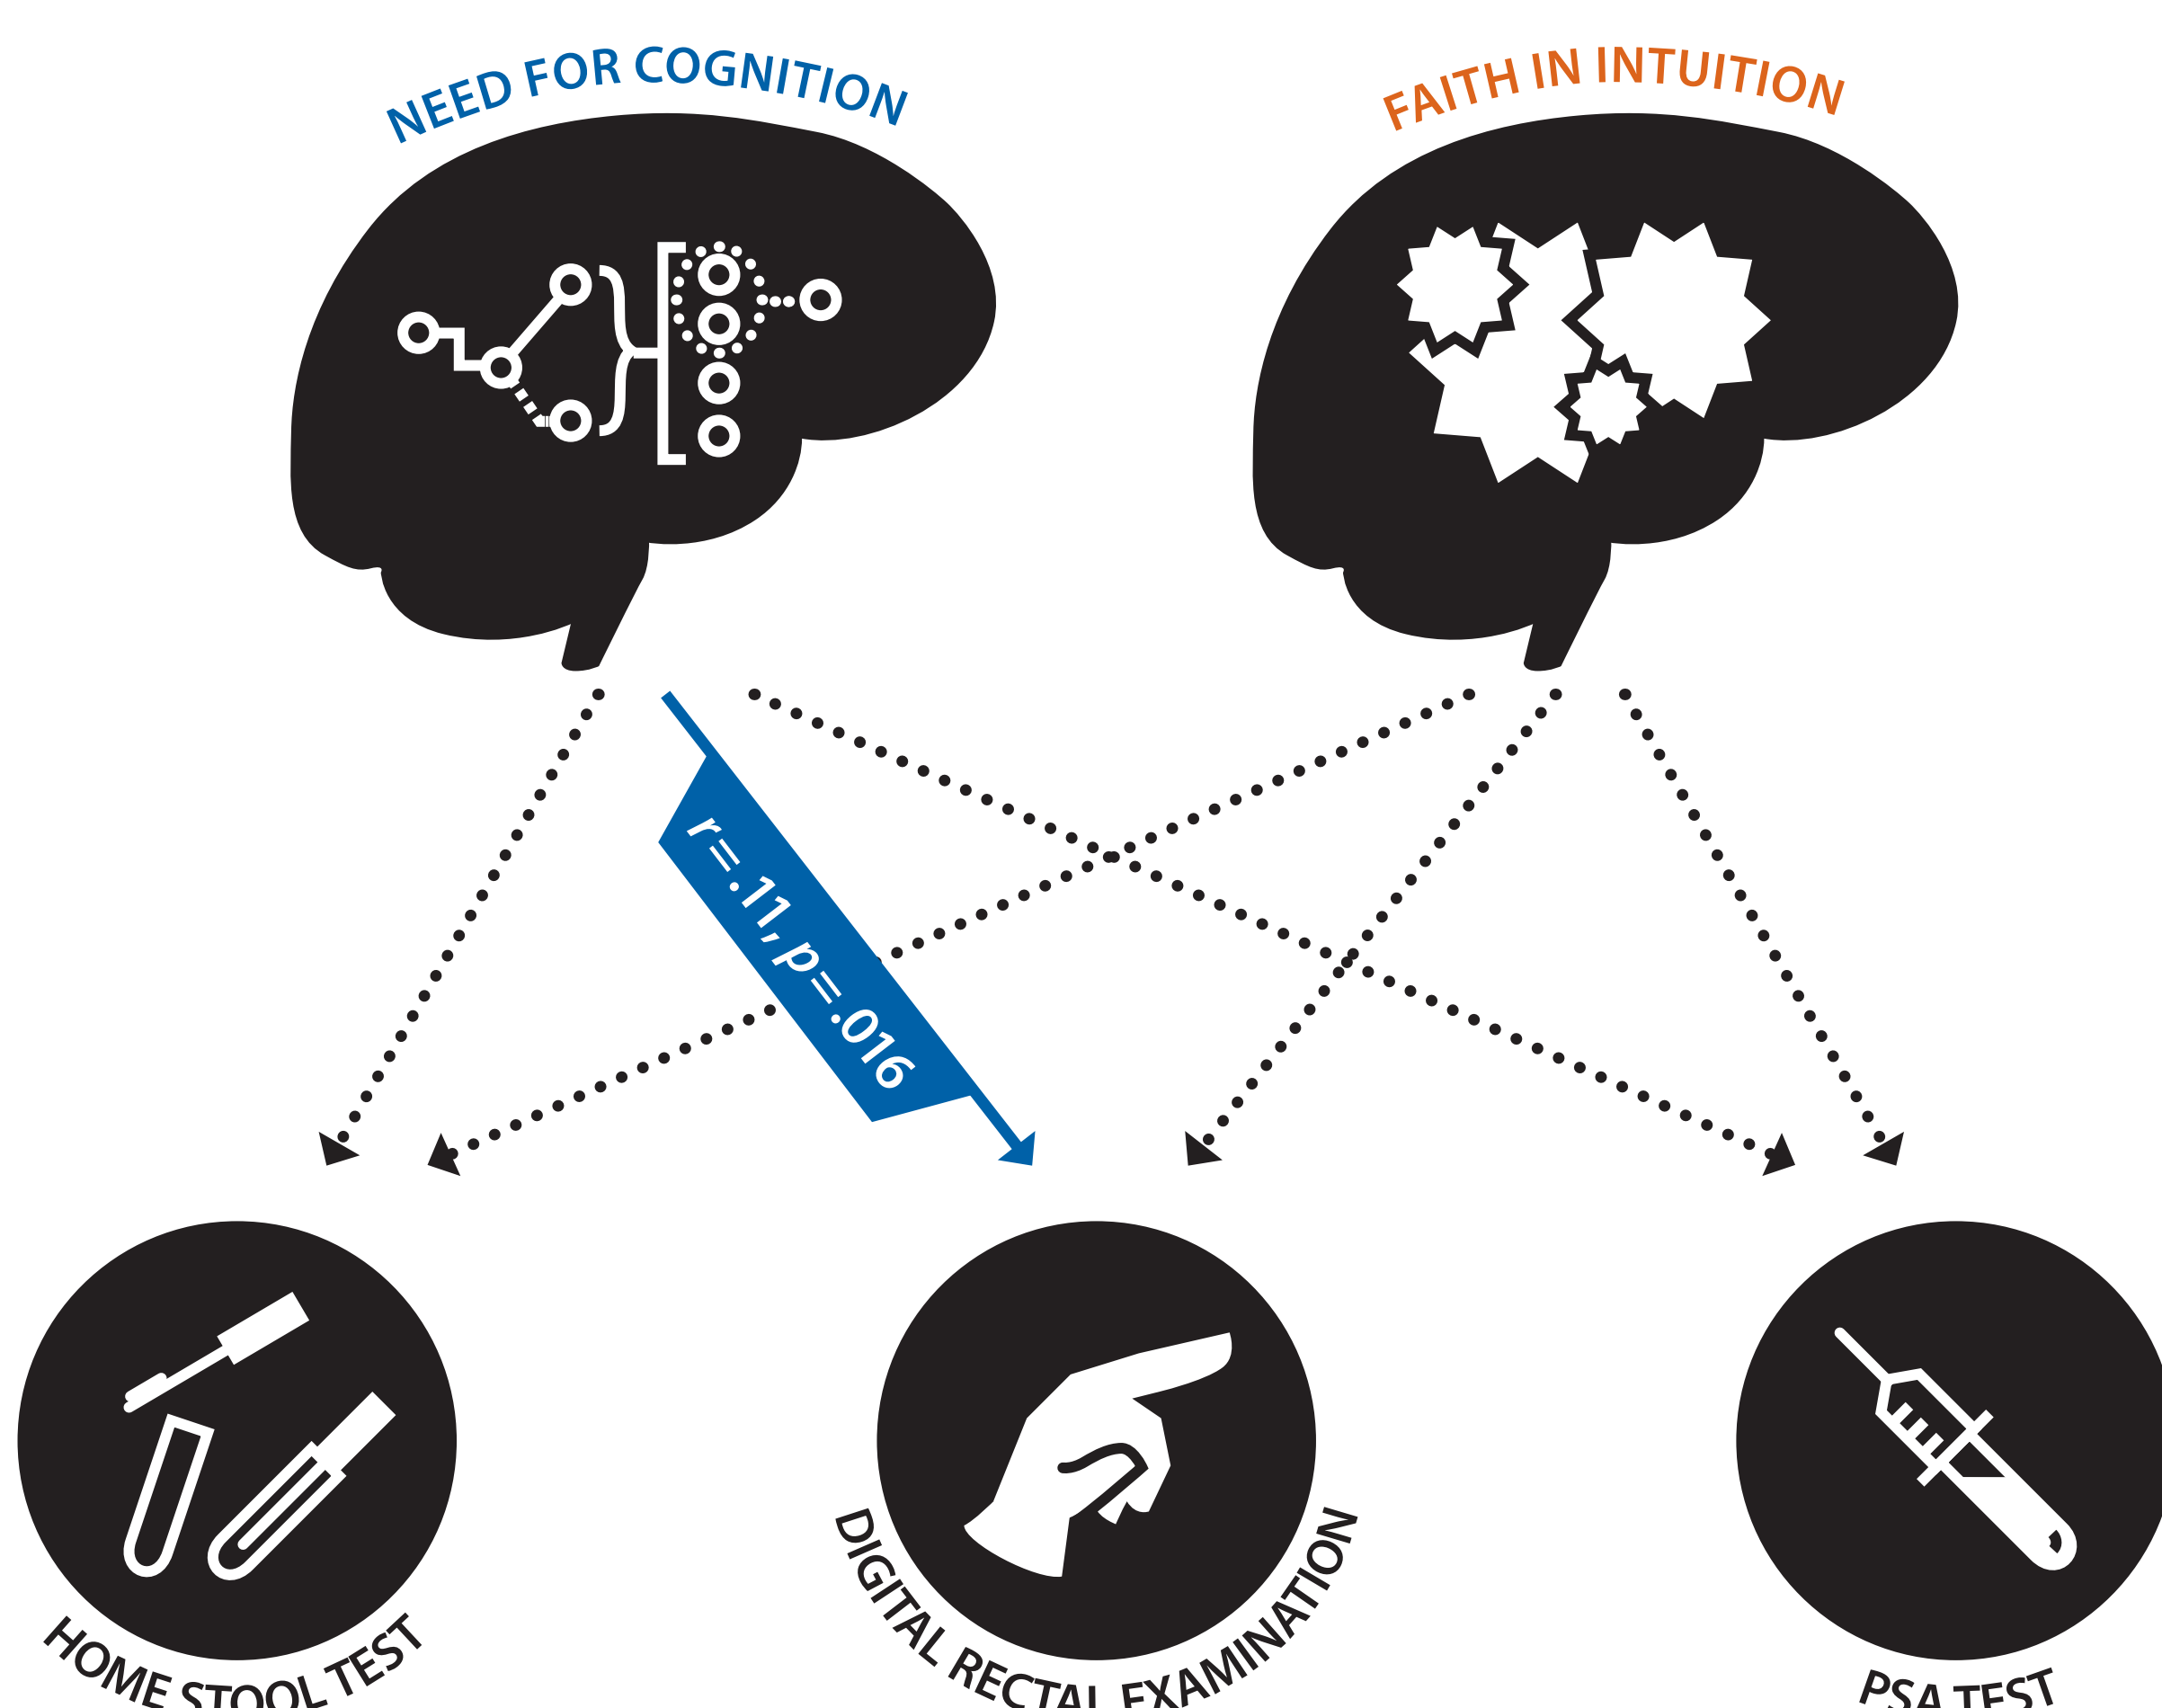 NEED FOR COGNITION
FAITH IN INTUITION
r=.11, p=.016
HOME STOOL TEST
DIGITAL RECTAL EXAMINATION
PSA TEST